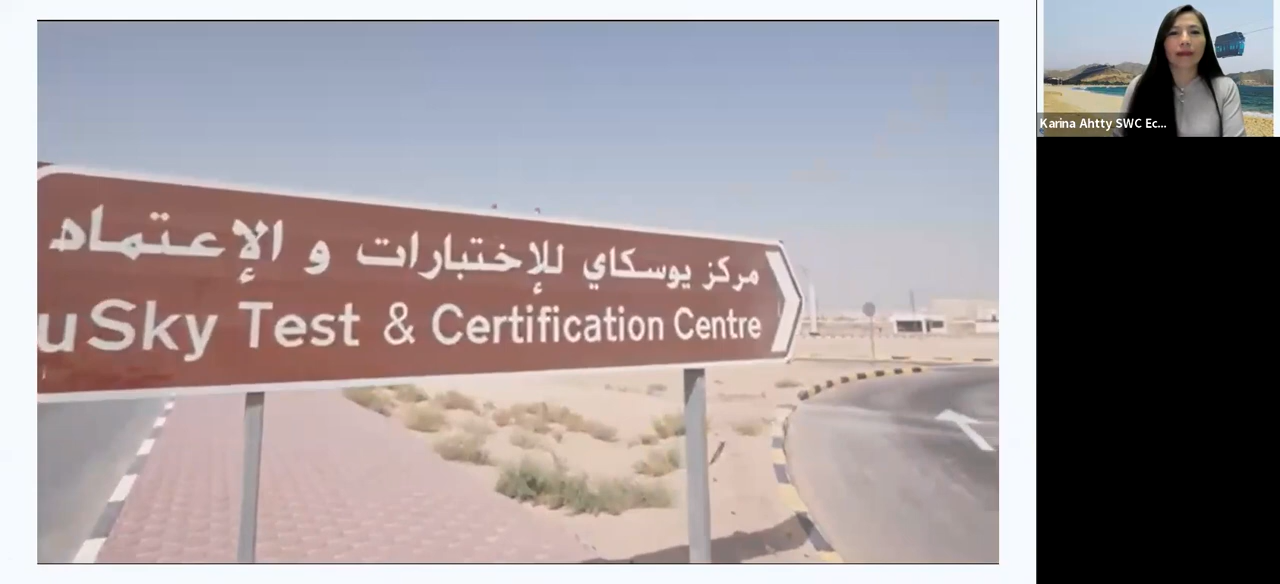 مركز يوسكاي للإختبارات و الإعتماد
uSky Test & Certification Centre
Karina Ahtty SWC Ec...